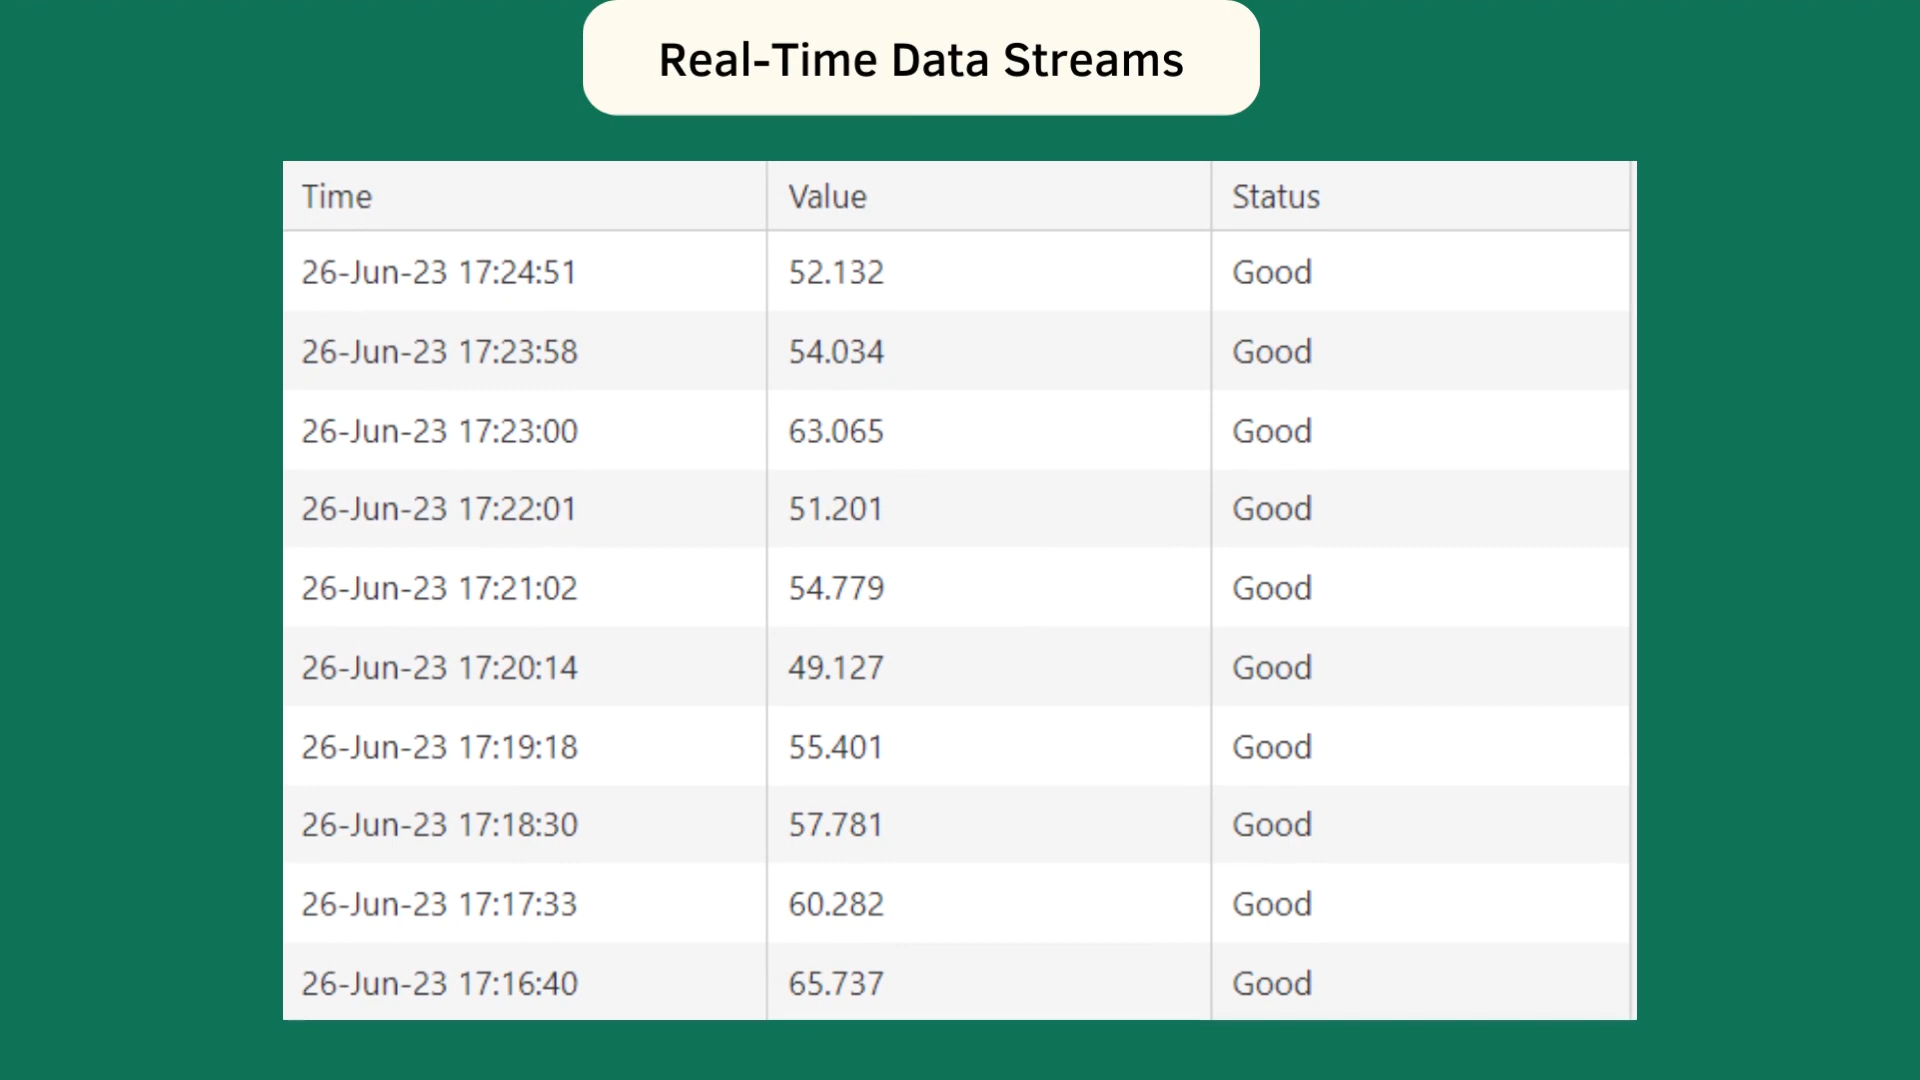 Real-Time Data Streams
Time Value Status
26-Jun-23 17:24:51 52.132 Good
26-Jun-23 17:23:58 54.034 Good
26-Jun-23 17:23:00 63.065 Good
26-Jun-23 17:22:01 51.201 Good
26-Jun-23 17:21:02 54.779 Good
26-Jun-23 17:20:14 49.127 Good
26-Jun-23 17:19:18 55.401 Good
26-Jun-23 17:18:30 57.781 Good
26-Jun-23 17:17:33 60.282 Good
26-Jun-23 17:16:40 65.737 Good